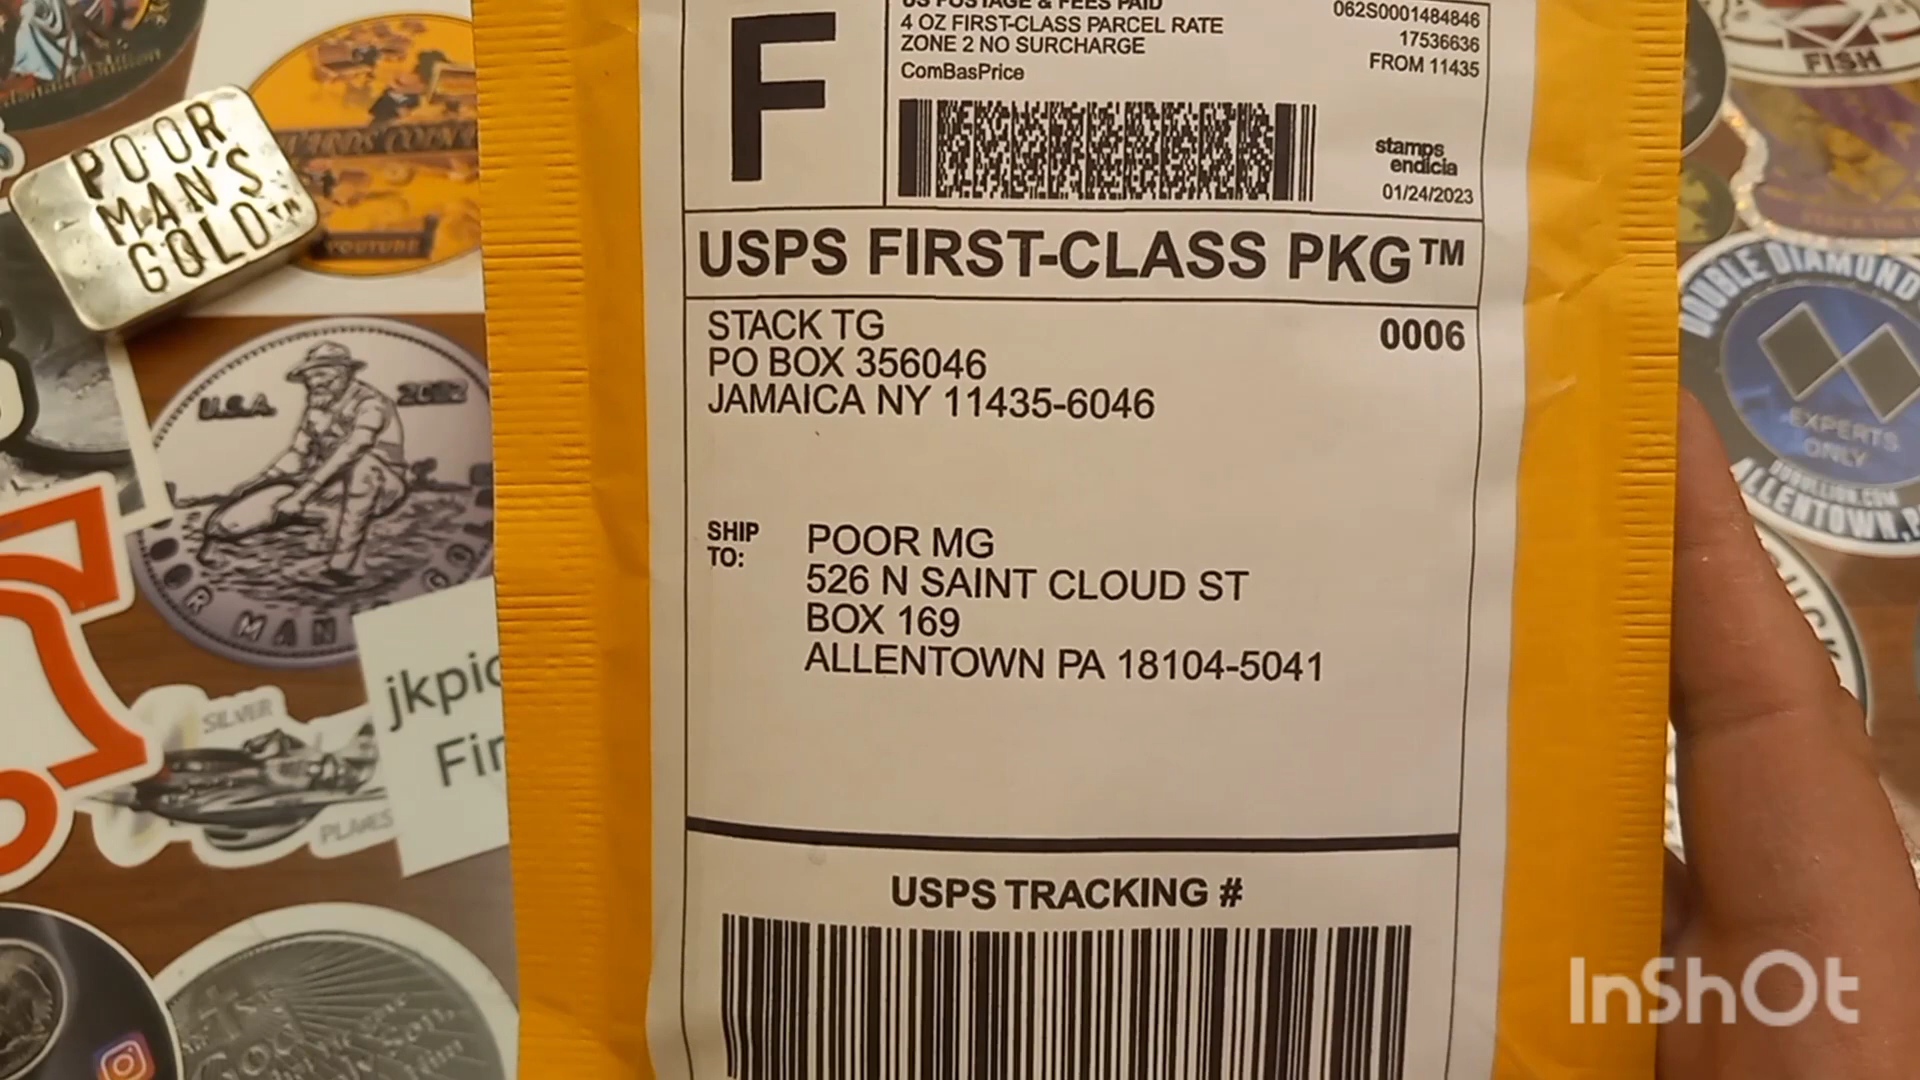 US POSTAGE & FEES PAID
4 OZ FIRST-CLASS PARCEL RATE
ZONE 2 NO SURCHARGE
ComBasPrice
F
062S0001484846
17536636
FROM 11435
stamps
endicia
01/24/2023
USPS FIRST-CLASS PKG™
STACK TG
PO BOX 356046
JAMAICA NY 11435-6046
0006
SHIP
TO:
POOR MG
526 N SAINT CLOUD ST
BOX 169
ALLENTOWN PA 18104-5041
USPS TRACKING #
POOR
MAN'S
GOLD™
YOUTUBE
U.S.A.
MAN
SILVER
PLANES
jkpic
Fin
FISH
DOUBLE DIAMOND
EXPERTS
ONLY
ALLENTOWN, P
InShOt